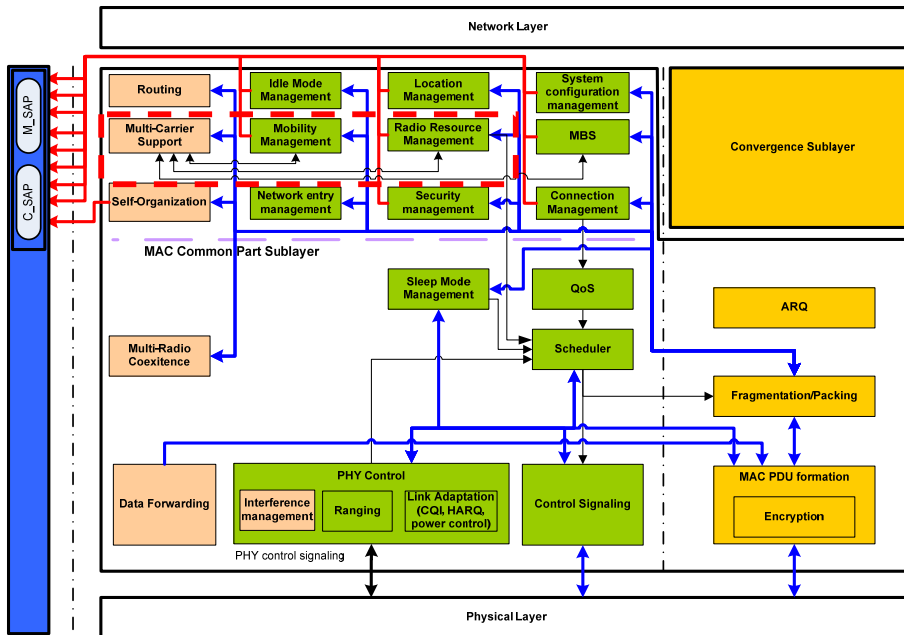 Network Layer
M_SAP
C_SAP
Routing
Idle Mode
Management
Location
Management
System
configuration
management
Multi-Carrier
Support
Mobility
Management
Radio Resource
Management
MBS
Convergence Sublayer
Self-Organization
Network entry
management
Security
management
Connection
Management
MAC Common Part Sublayer
Sleep Mode
Management
QoS
ARQ
Multi-Radio
Coexitence
Scheduler
Fragmentation/Packing
Data Forwarding
PHY Control
Interference
management
Ranging
Link Adaptation
(CQI, HARQ,
power control)
Control Signaling
MAC PDU formation
Encryption
PHY control signaling
Physical Layer